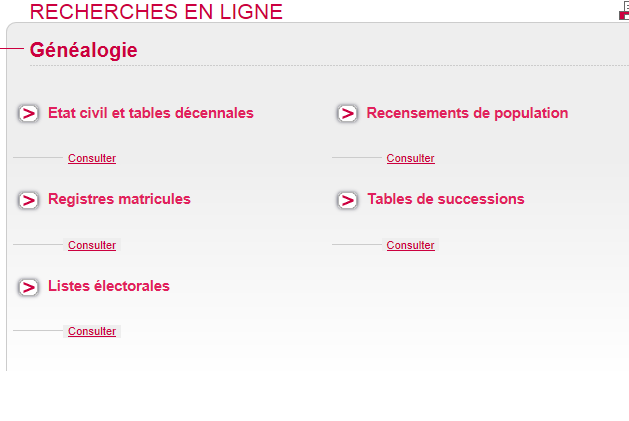 RECHERCHES EN LIGNE
Généalogie
Etat civil et tables décennales
Recensements de population
Consulter
Consulter
Registres matricules
Tables de successions
Consulter
Consulter
Listes électorales
Consulter